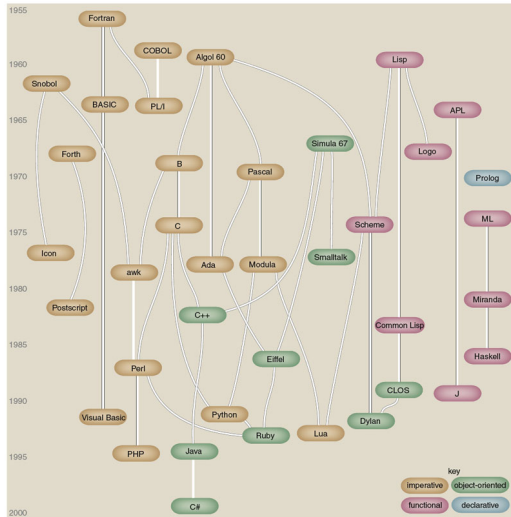 1955
Fortran
COBOL
Algol 60
Lisp
1960
Snobol
BASIC
PL/I
APL
1965
Simula 67
Forth
Logo
B
Pascal
1970
Prolog
C
Scheme
ML
1975
Icon
awk
Ada
Modula
Smalltalk
1980
Postscript
Miranda
C++
Common Lisp
1985
Perl
Eiffel
Haskell
CLOS
J
1990
Visual Basic
Python
Ruby
Lua
Dylan
PHP
Java
1995
key
imperative
object-oriented
C#
functional
declarative
2000